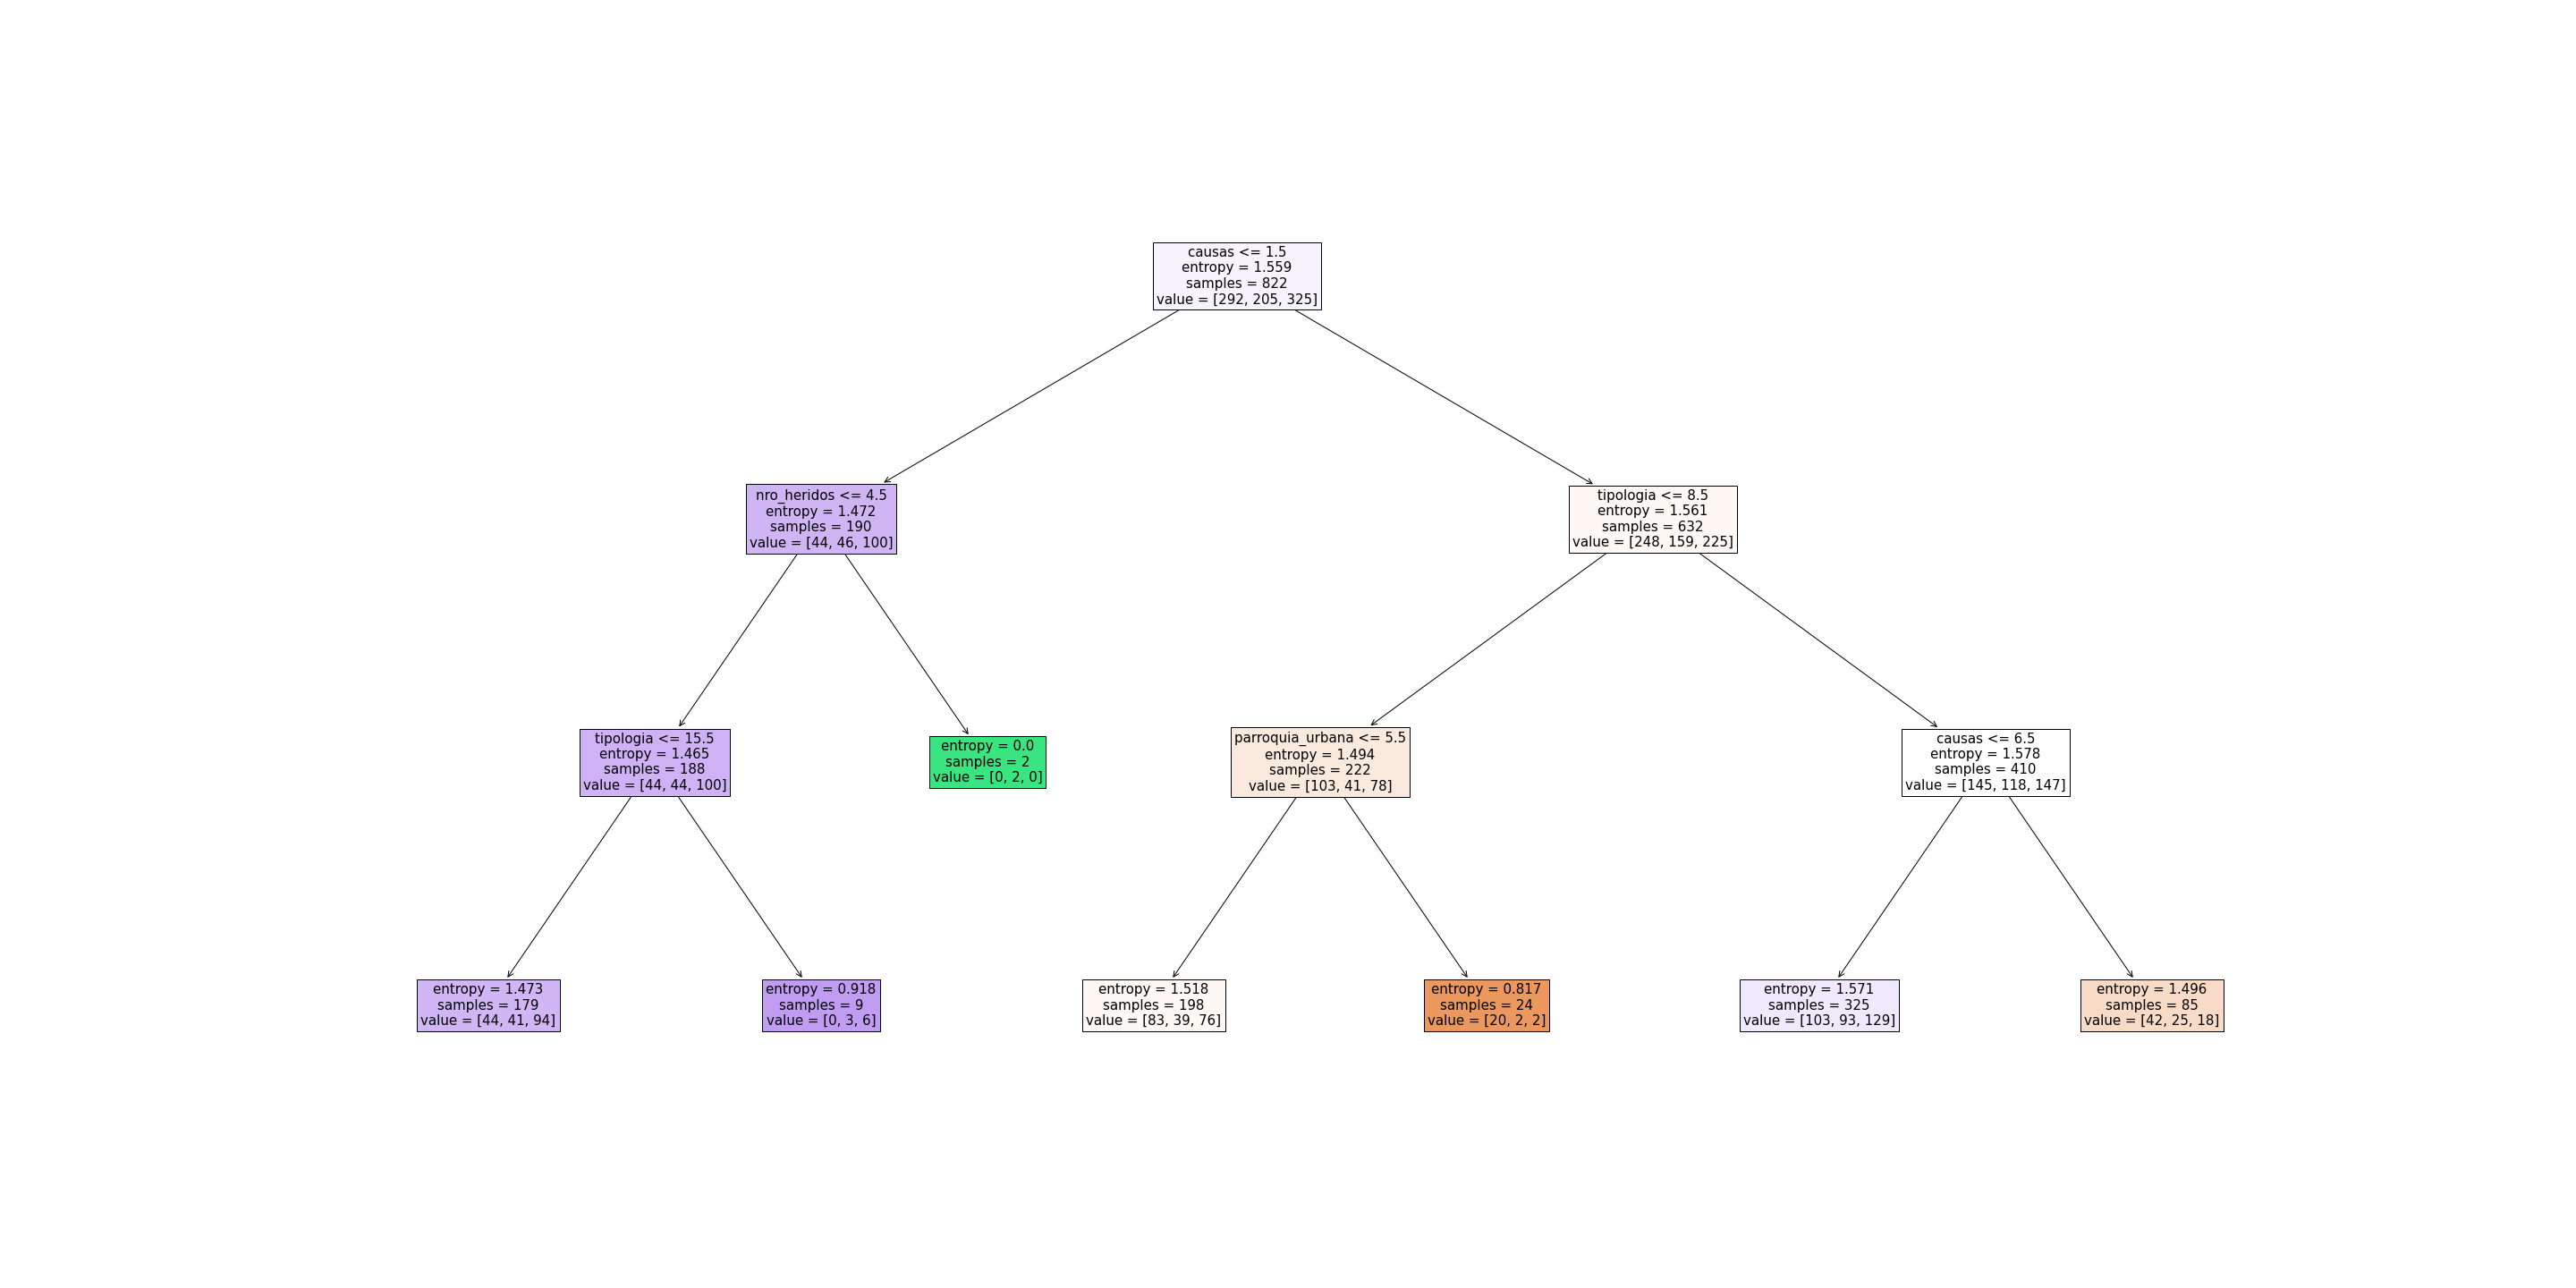 causas <= 1.5
entropy = 1.559
samples = 822
value = [292, 205, 325]
nro_heridos <= 4.5
entropy = 1.472
samples = 190
value = [44, 46, 100]
tipologia <= 8.5
entropy = 1.561
samples = 632
value = [248, 159, 225]
tipologia <= 15.5
entropy = 1.465
samples = 188
value = [44, 44, 100]
entropy = 0.0
samples = 2
value = [0, 2, 0]
parroquia_urbana <= 5.5
entropy = 1.494
samples = 222
value = [103, 41, 78]
causas <= 6.5
entropy = 1.578
samples = 410
value = [145, 118, 147]
entropy = 1.473
samples = 179
value = [44, 41, 94]
entropy = 0.918
samples = 9
value = [0, 3, 6]
entropy = 1.518
samples = 198
value = [83, 39, 76]
entropy = 0.817
samples = 24
value = [20, 2, 2]
entropy = 1.571
samples = 325
value = [103, 93, 129]
entropy = 1.496
samples = 85
value = [42, 25, 18]